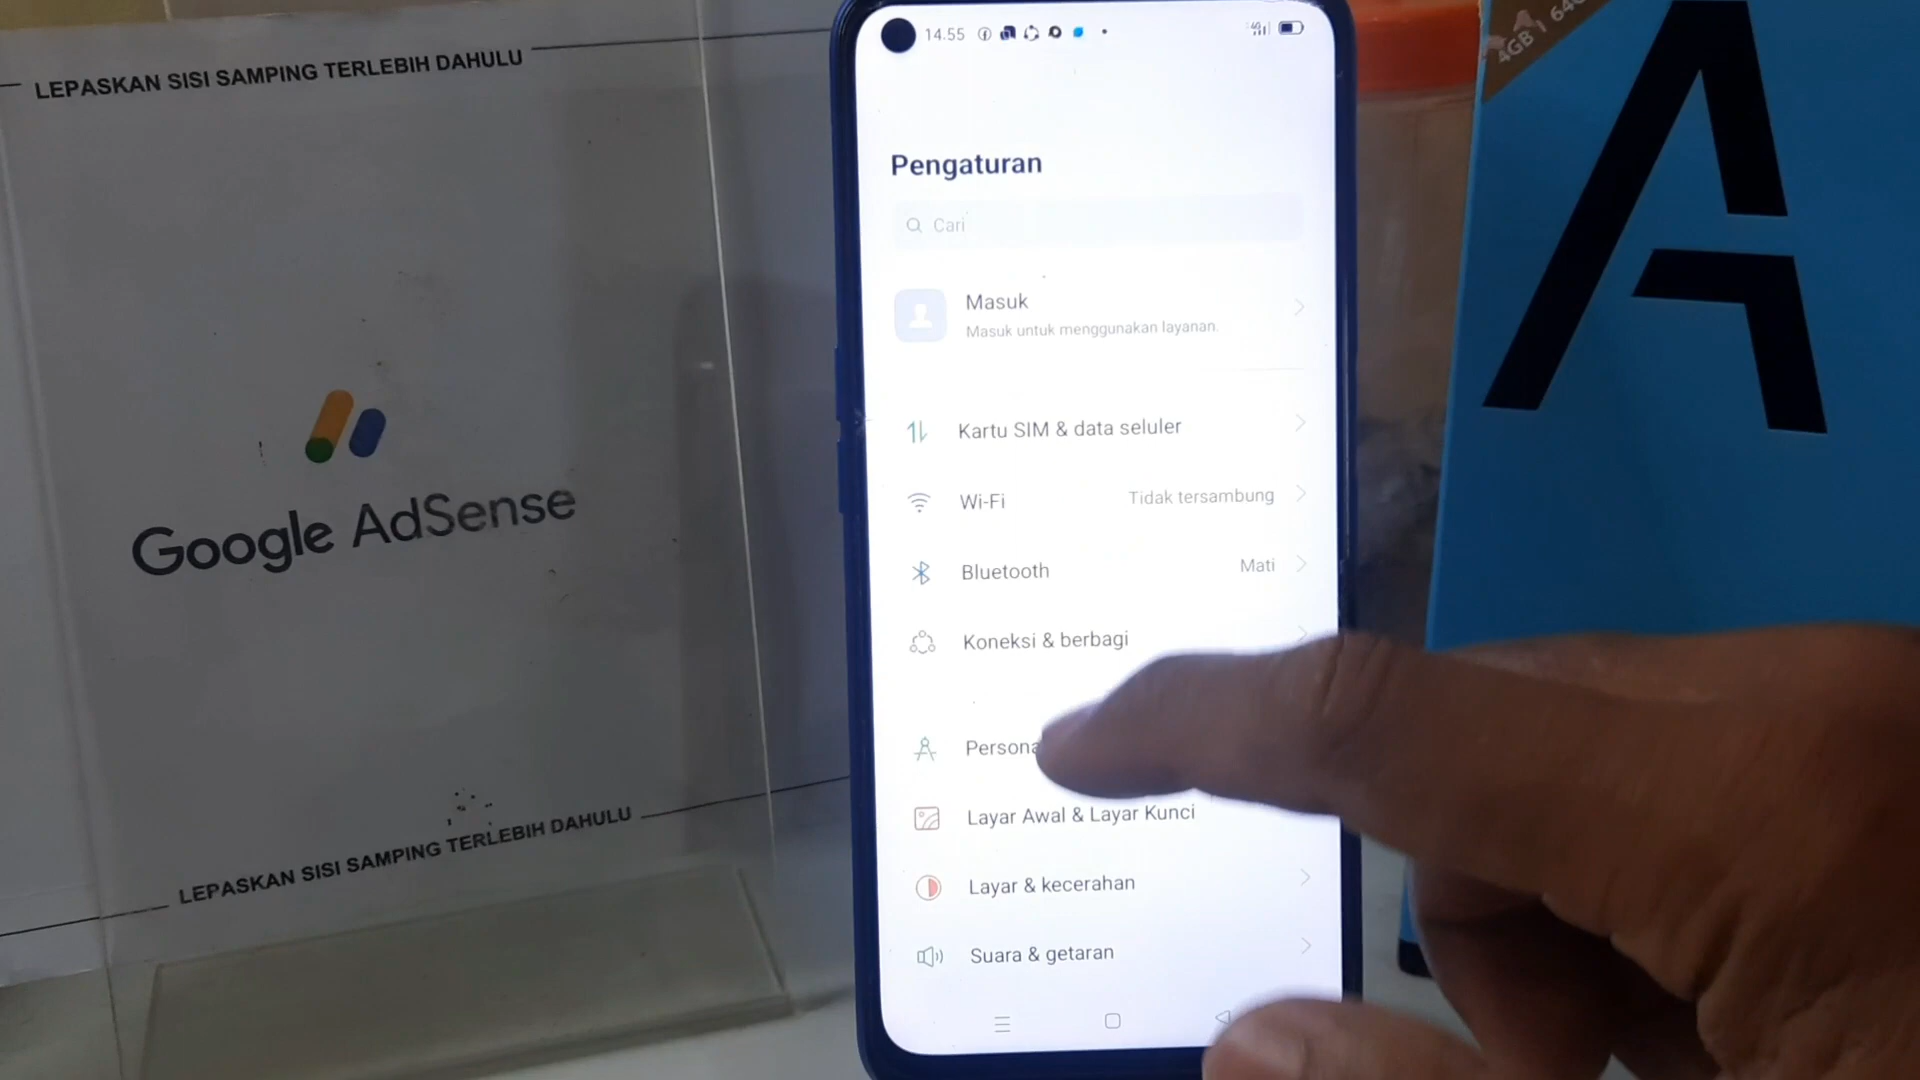 LEPASKAN SISI SAMPING TERLEBIH DAHULU
Google AdSense
LEPASKAN SISI SAMPING TERLEBIH DAHULU
14.55
Pengaturan
Cari
Masuk
Masuk untuk menggunakan layanan.
Kartu SIM & data seluler
Wi-Fi Tidak tersambung
Bluetooth Mati
Koneksi & berbagi
Persona
Layar Awal & Layar Kunci
Layar & kecerahan
Suara & getaran
4GB | 64G
A